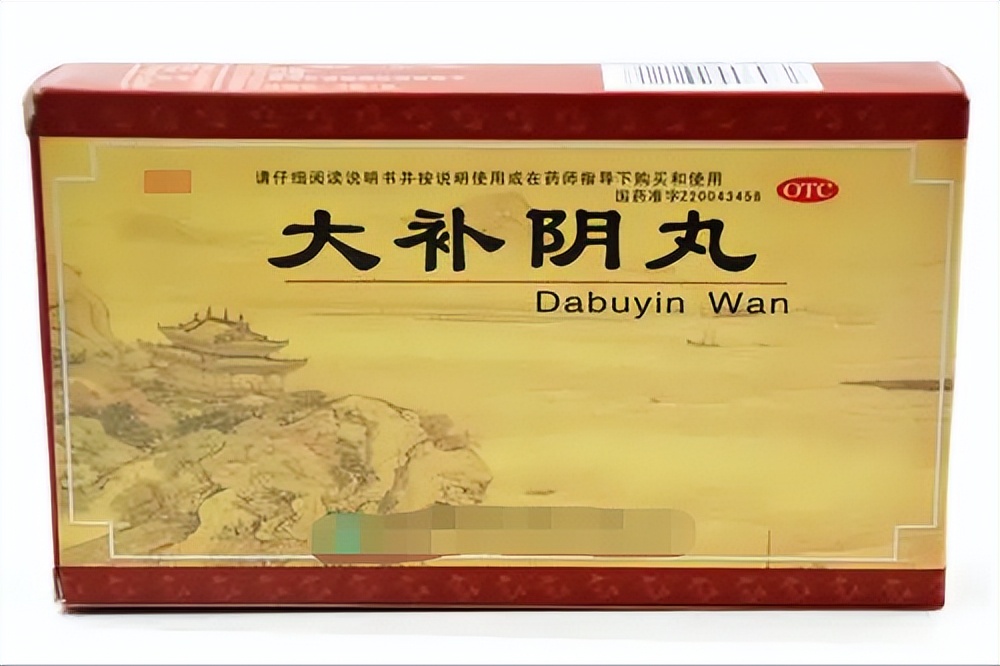 请仔细阅读说明书并按说明使用或在药师指导下购买和使用
国药准字Z20043458
OTC
大补阴丸
Dabuyin Wan